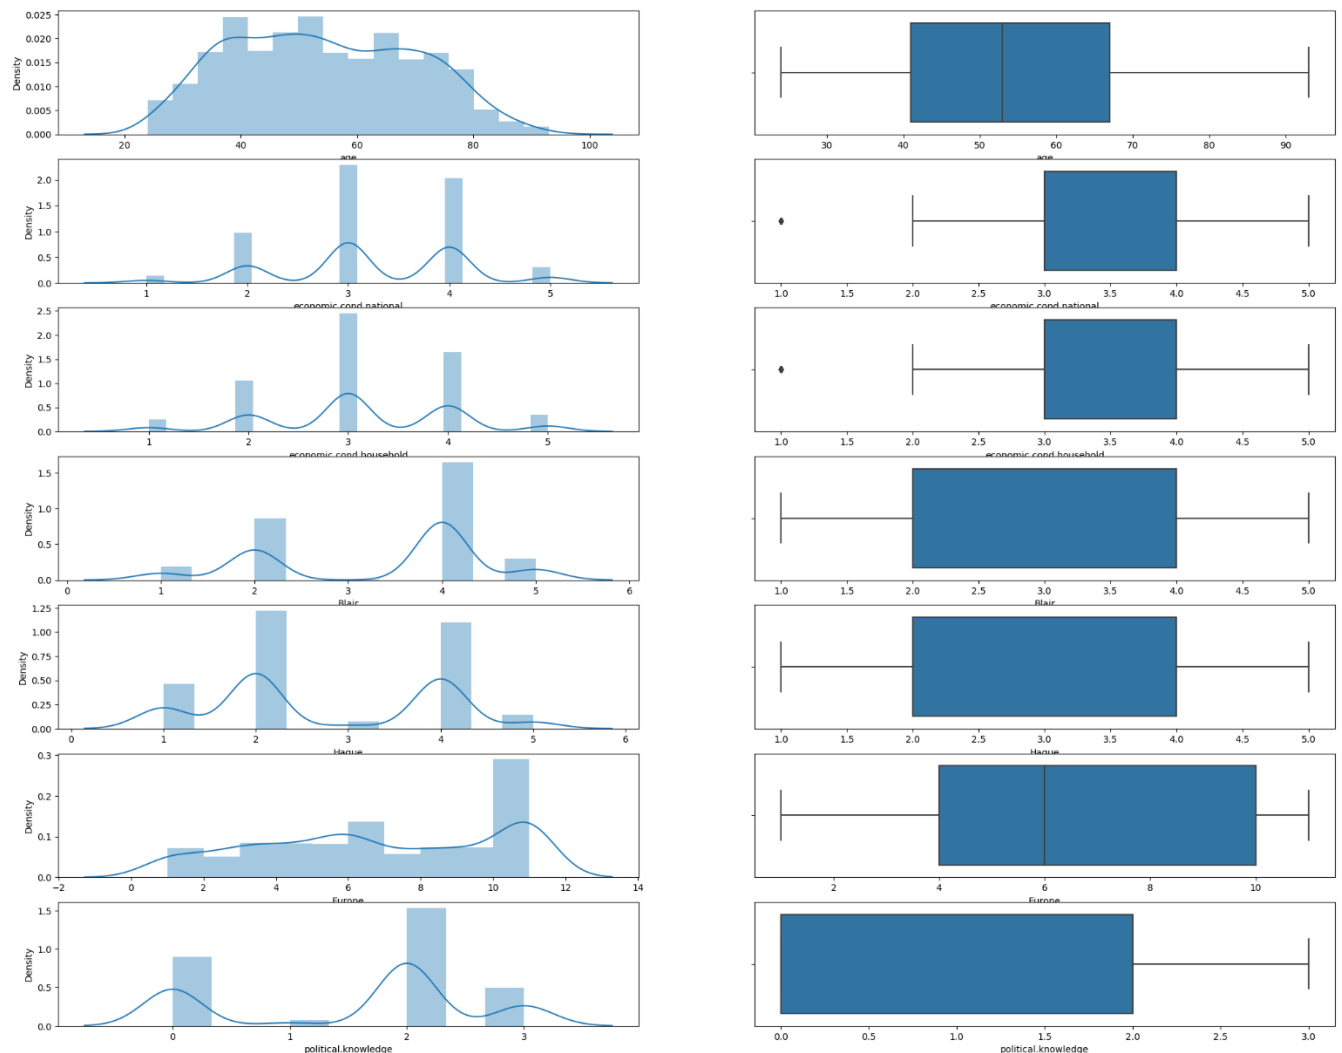 Density
0.025
0.020
0.015
0.010
0.005
0.000
20 40 60 80 100
age
30 40 50 60 70 80 90
age
Density
2.0
1.5
1.0
0.5
0.0
1 2 3 4 5
economic.cond.national
1.0 1.5 2.0 2.5 3.0 3.5 4.0 4.5 5.0
economic.cond.national
Density
2.5
2.0
1.5
1.0
0.5
0.0
1 2 3 4 5
economic.cond.household
1.0 1.5 2.0 2.5 3.0 3.5 4.0 4.5 5.0
economic.cond.household
Density
1.5
1.0
0.5
0.0
0 1 2 3 4 5 6
Blair
1.0 1.5 2.0 2.5 3.0 3.5 4.0 4.5 5.0
Blair
Density
1.25
1.00
0.75
0.50
0.25
0.00
0 1 2 3 4 5 6
Hague
1.0 1.5 2.0 2.5 3.0 3.5 4.0 4.5 5.0
Hague
Density
0.3
0.2
0.1
0.0
−2 0 2 4 6 8 10 12 14
Europe
2 4 6 8 10
Europe
Density
1.5
1.0
0.5
0.0
0 1 2 3
political.knowledge
0.0 0.5 1.0 1.5 2.0 2.5 3.0
political.knowledge